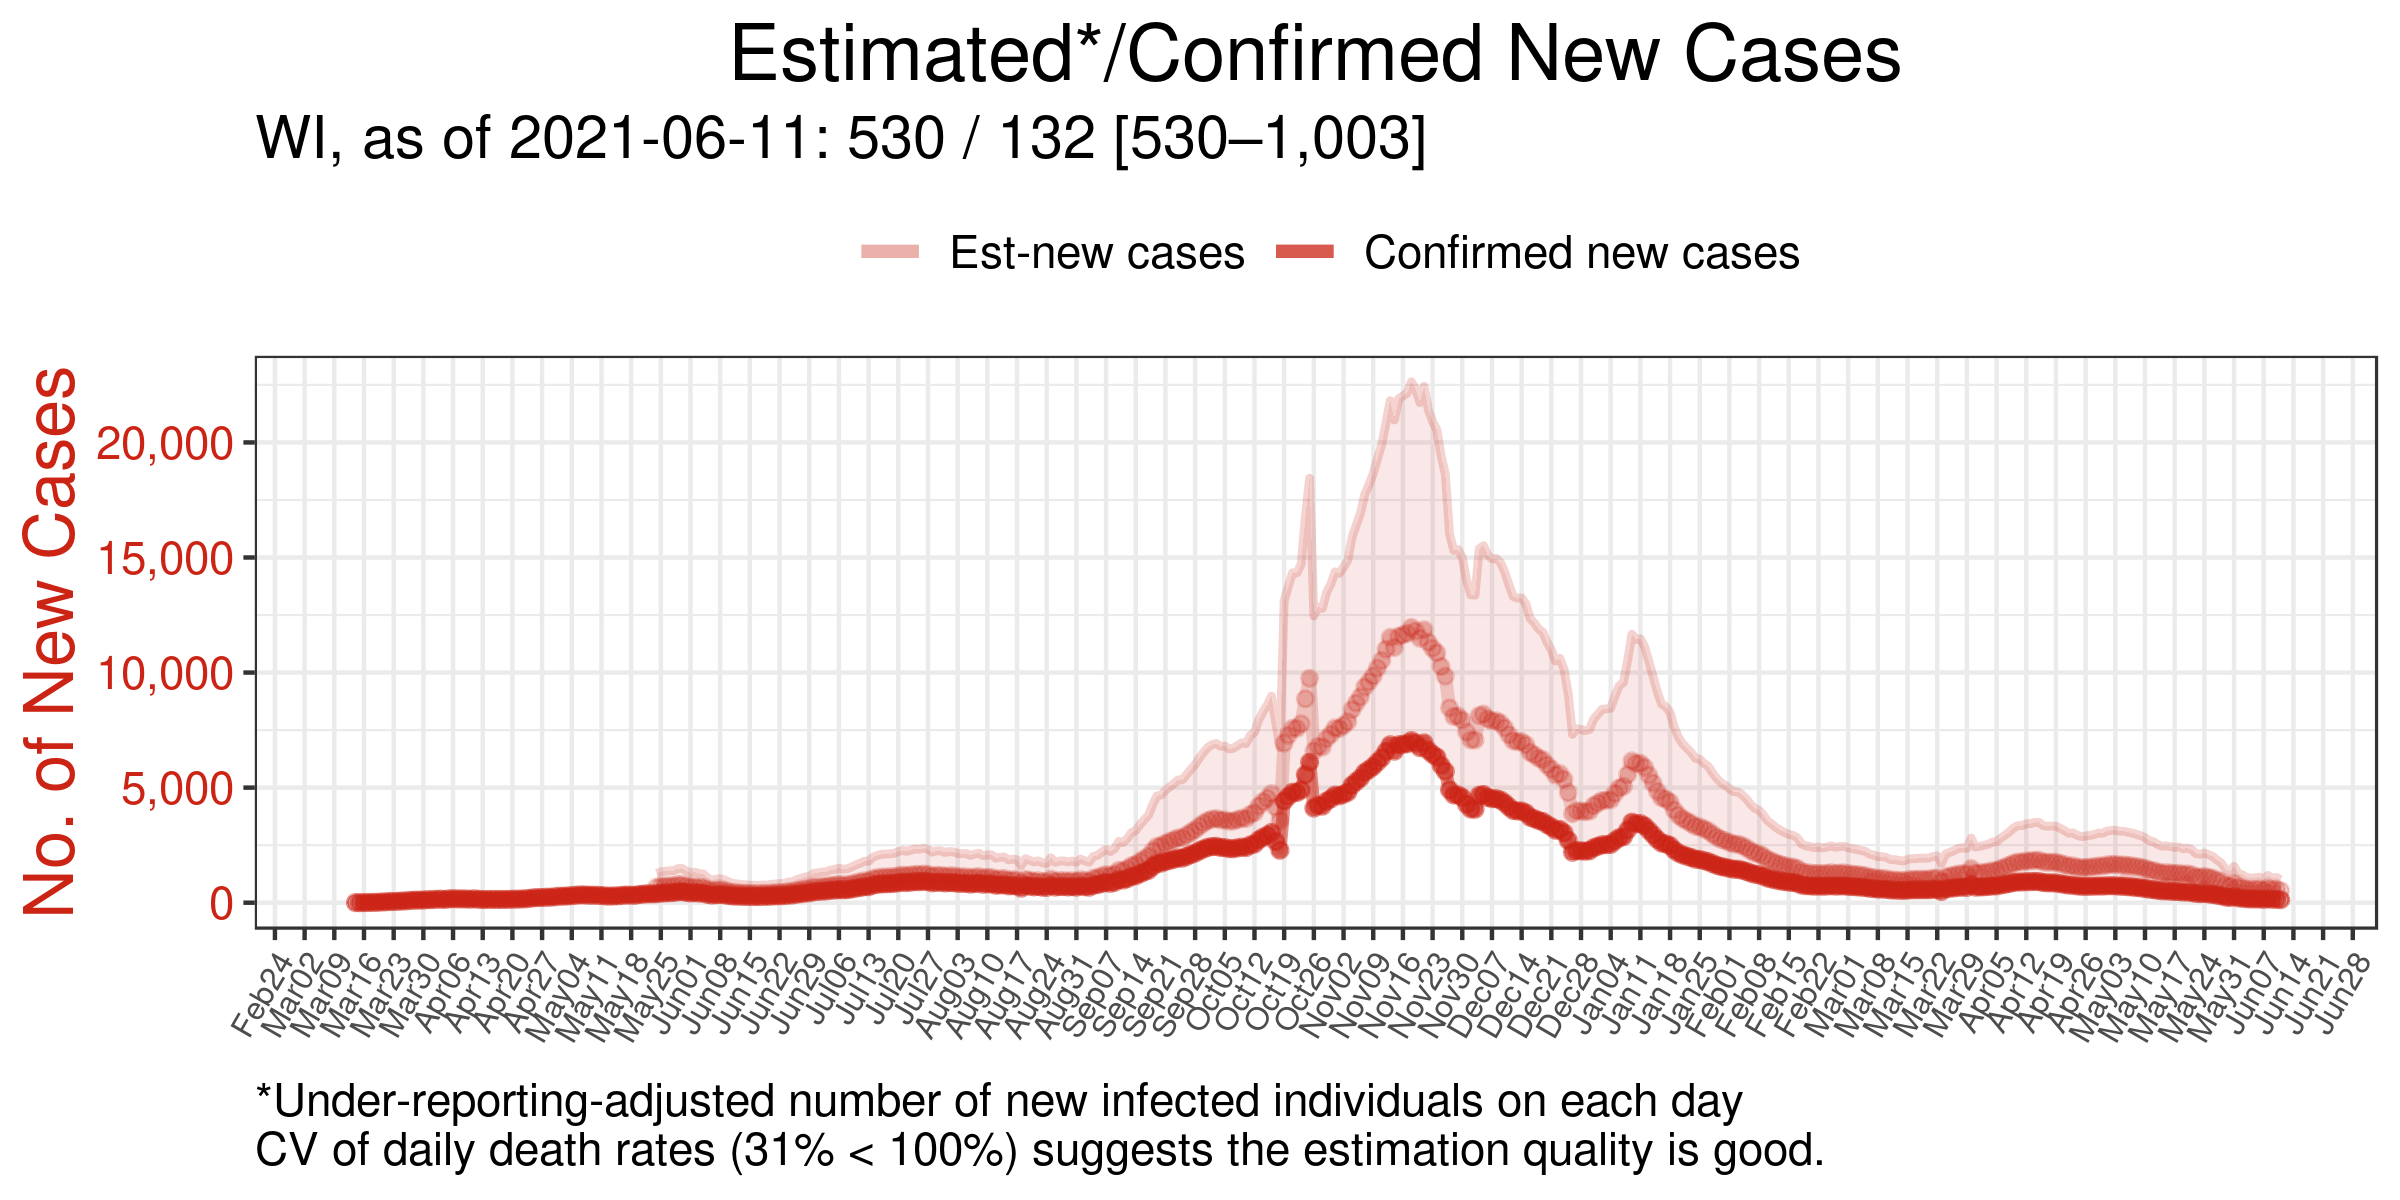 Estimated*/Confirmed New Cases
WI, as of 2021-06-11: 530 / 132 [530–1,003]
Est-new cases Confirmed new cases
No. of New Cases
20,000
15,000
10,000
5,000
0
Feb24 Mar02 Mar09 Mar16 Mar23 Mar30 Apr06 Apr13 Apr20 Apr27 May04 May11 May18 May25 Jun01 Jun08 Jun15 Jun22 Jun29 Jul06 Jul13 Jul20 Jul27 Aug03 Aug10 Aug17 Aug24 Aug31 Sep07 Sep14 Sep21 Sep28 Oct05 Oct12 Oct19 Oct26 Nov02 Nov09 Nov16 Nov23 Nov30 Dec07 Dec14 Dec21 Dec28 Jan04 Jan11 Jan18 Jan25 Feb01 Feb08 Feb15 Feb22 Mar01 Mar08 Mar15 Mar22 Mar29 Apr05 Apr12 Apr19 Apr26 May03 May10 May17 May24 May31 Jun07 Jun14 Jun21 Jun28
*Under-reporting-adjusted number of new infected individuals on each day
CV of daily death rates (31% < 100%) suggests the estimation quality is good.